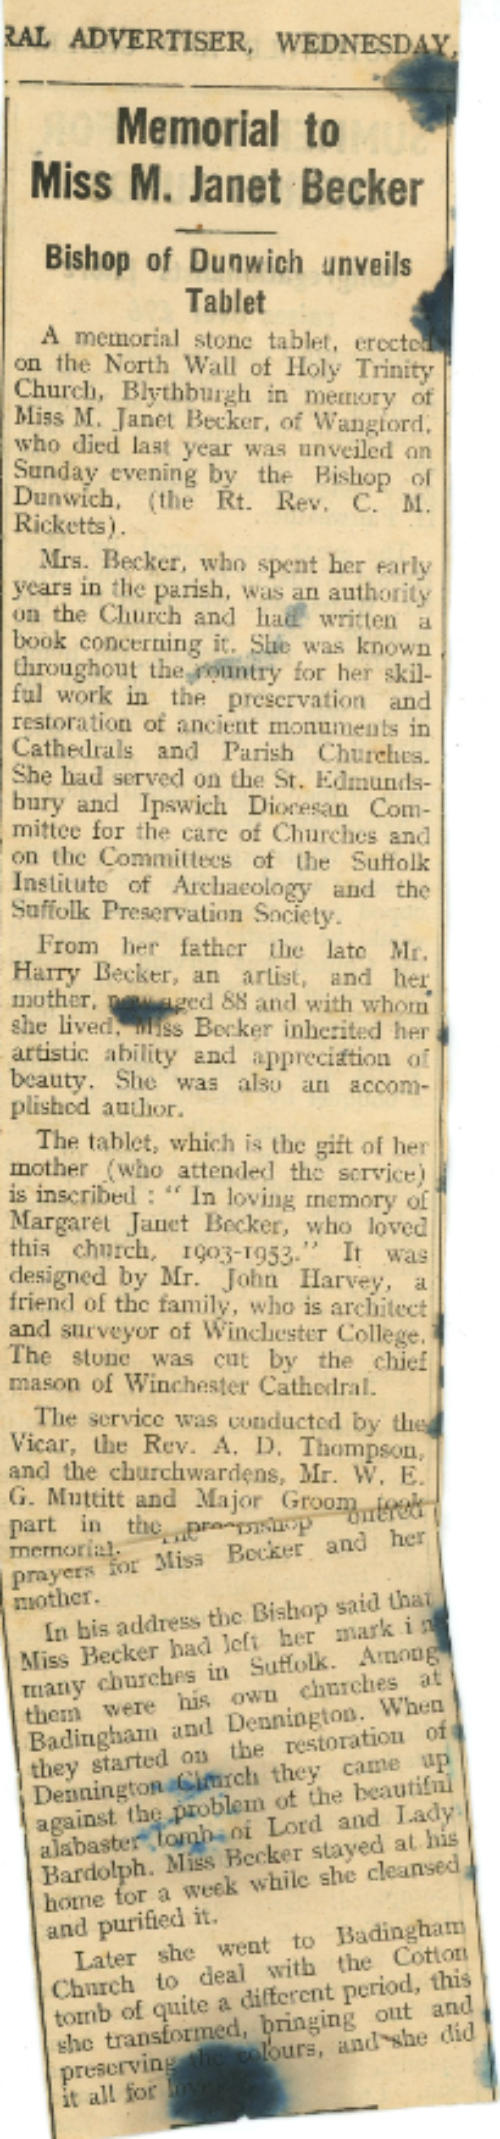 RAL ADVERTISER, WEDNESDAY,
Memorial to
Miss M. Janet Becker
Bishop of Dunwich unveils
Tablet
A memorial stone tablet, erected
on the North Wall of Holy Trinity
Church, Blythburgh in memory of
Miss M. Janet Becker, of Wangford,
who died last year was unveiled on
Sunday evening by the Bishop of
Dunwich, (the Rt. Rev. C. M.
Ricketts).
Mrs. Becker, who spent her early
years in the parish, was an authority
on the Church and had written a
book concerning it. She was known
throughout the country for her skil-
ful work in the preservation and
restoration of ancient monuments in
Cathedrals and Parish Churches.
She had served on the St. Edmunds-
bury and Ipswich Diocesan Com-
mittee for the care of Churches and
on the Committees of the Suffolk
Institute of Archaeology and the
Suffolk Preservation Society.
From her father the late Mr.
Harry Becker, an artist, and her
mother, now aged 88 and with whom
she lived, Miss Becker inherited her
artistic ability and appreciation of
beauty. She was also an accom-
plished author.
The tablet, which is the gift of her
mother (who attended the service)
is inscribed : “ In loving memory of
Margaret Janet Becker, who loved
this church, 1903-1953.” It was
designed by Mr. John Harvey, a
friend of the family, who is architect
and surveyor of Winchester College.
The stone was cut by the chief
mason of Winchester Cathedral.
The service was conducted by the
Vicar, the Rev. A. D. Thompson,
and the churchwardens, Mr. W. E.
G. Muttitt and Major Groom took
part in the offered
memorial.
prayers for Miss Becker and her
mother.
In his address the Bishop said that
Miss Becker had left her mark in
many churches in Suffolk. Among
them were his own churches at
Badingham and Dennington. When
they started on the restoration of
Dennington Church they came up
against the problem of the beautiful
alabaster tomb of Lord and Lady
Bardolph. Miss Becker stayed at his
home for a week while she cleansed
and purified it.
Later she went to Badingham
Church to deal with the Cotton
tomb of quite a different period, this
she transformed, bringing out and
preserving the colours, and she did
it all for